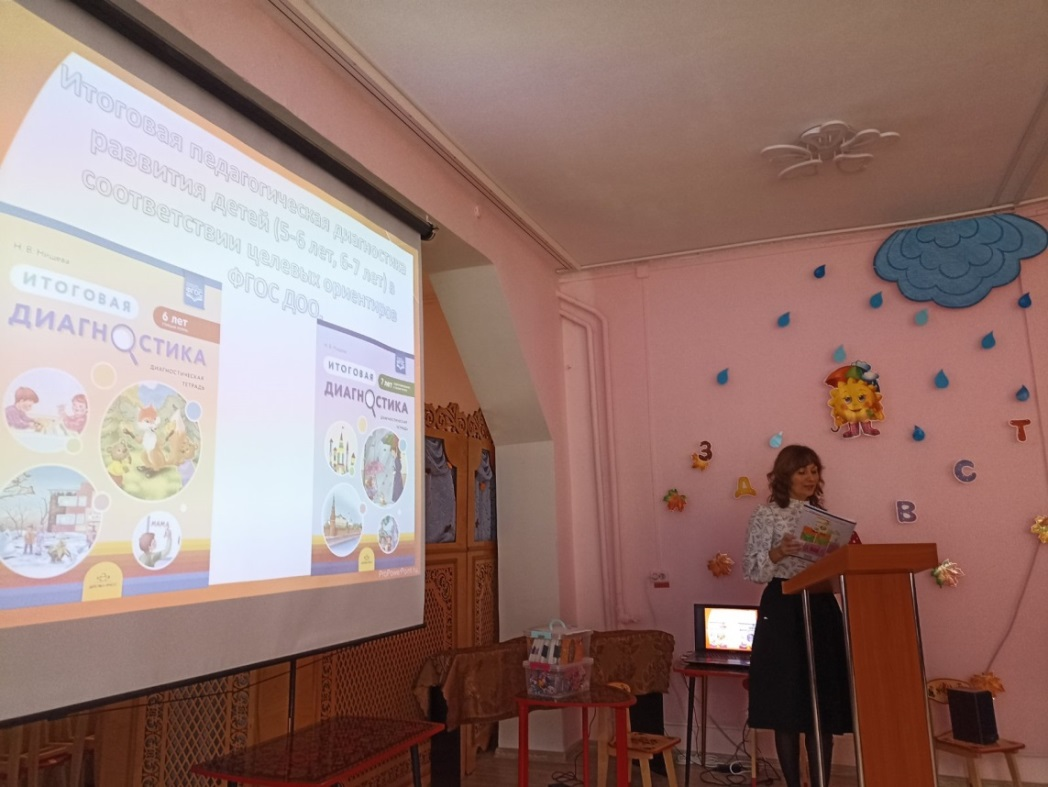 Итоговая педагогическая диагностика
развития детей (5-6 лет, 6-7 лет) в
соответствии целевых ориентиров
ФГОС ДОО.
Н. В. Нищева
ИТОГОВАЯ
6 лет
ДИАГНОСТИКА
ДИАГНОСТИЧЕСКАЯ
ТЕТРАДЬ
МАМА
ИТОГОВАЯ
7 лет
ДИАГНОСТИКА
З
Д
В
С
Т